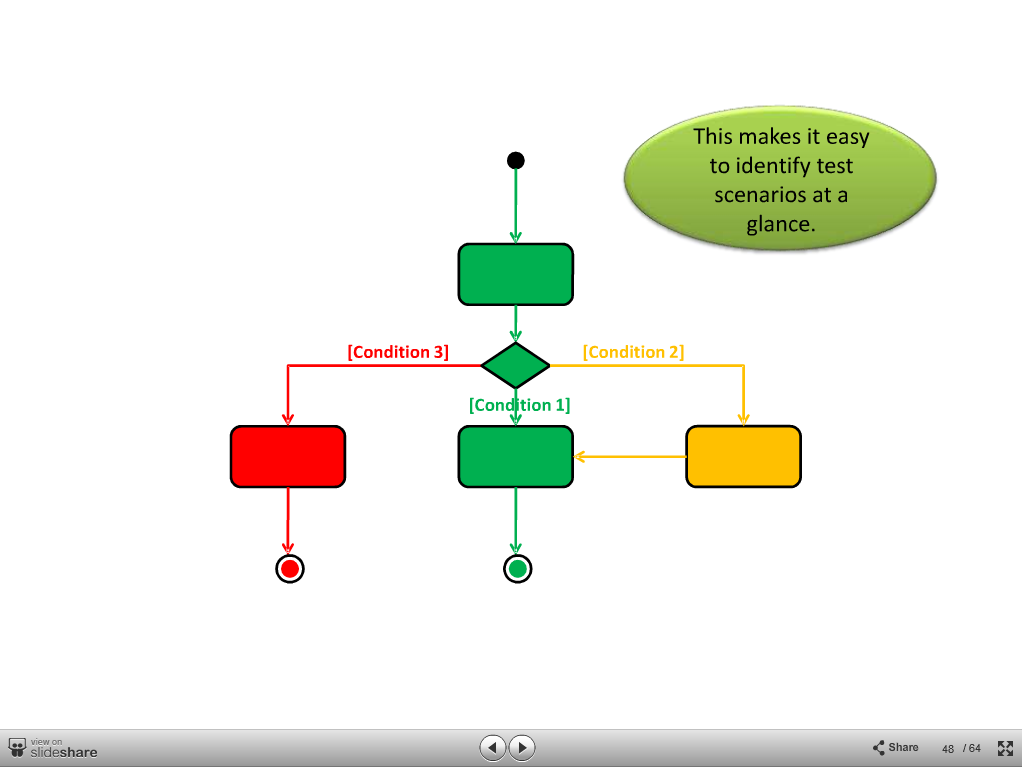 This makes it easy
to identify test
scenarios at a
glance.
[Condition 3]
[Condition 2]
[Condition 1]
view on
slideshare
Share
48 / 64